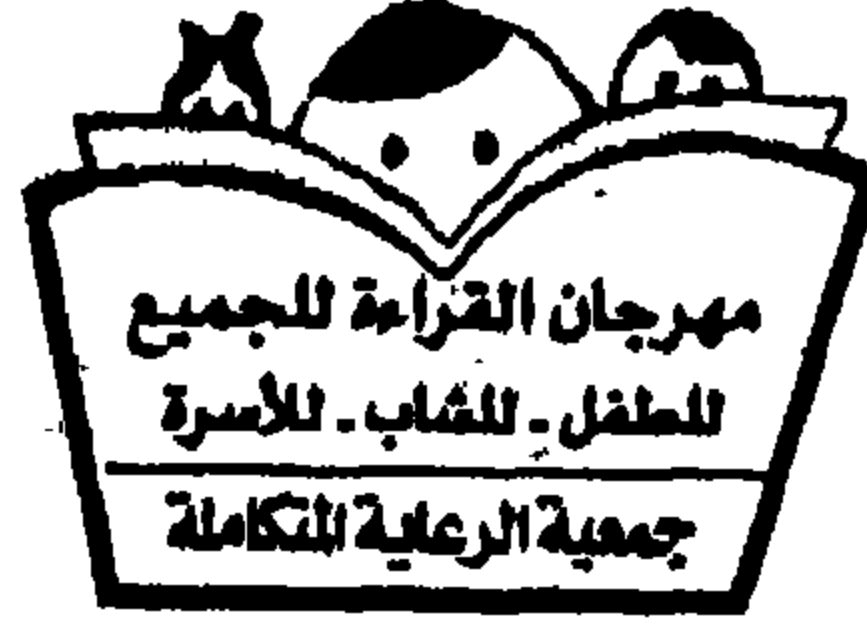 مهرجان القراءة للجميع
للطفل - للشاب - للأسرة
جمعية الرعاية المتكاملة